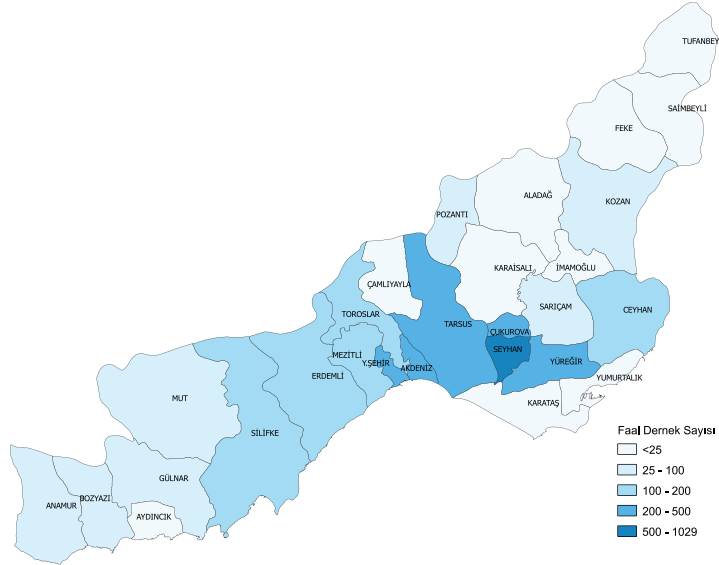 TUFANBEY
SAİMBEYLİ
FEKE
ALADAĞ
KOZAN
POZANTI
KARAİSALI
İMAMOĞLU
ÇAMLIYAYLA
SARIÇAM
CEYHAN
TOROSLAR
TARSUS
ÇUKUROVA
SEYHAN
MEZİTLİ
Y.ŞEHİR
AKDENİZ
YÜREĞİR
ERDEMLİ
YUMURTALIK
MUT
KARATAŞ
SİLİFKE
GÜLNAR
BOZYAZI
ANAMUR
AYDINCIK
Faal Dernek Sayısı
<25
25 - 100
100 - 200
200 - 500
500 - 1029